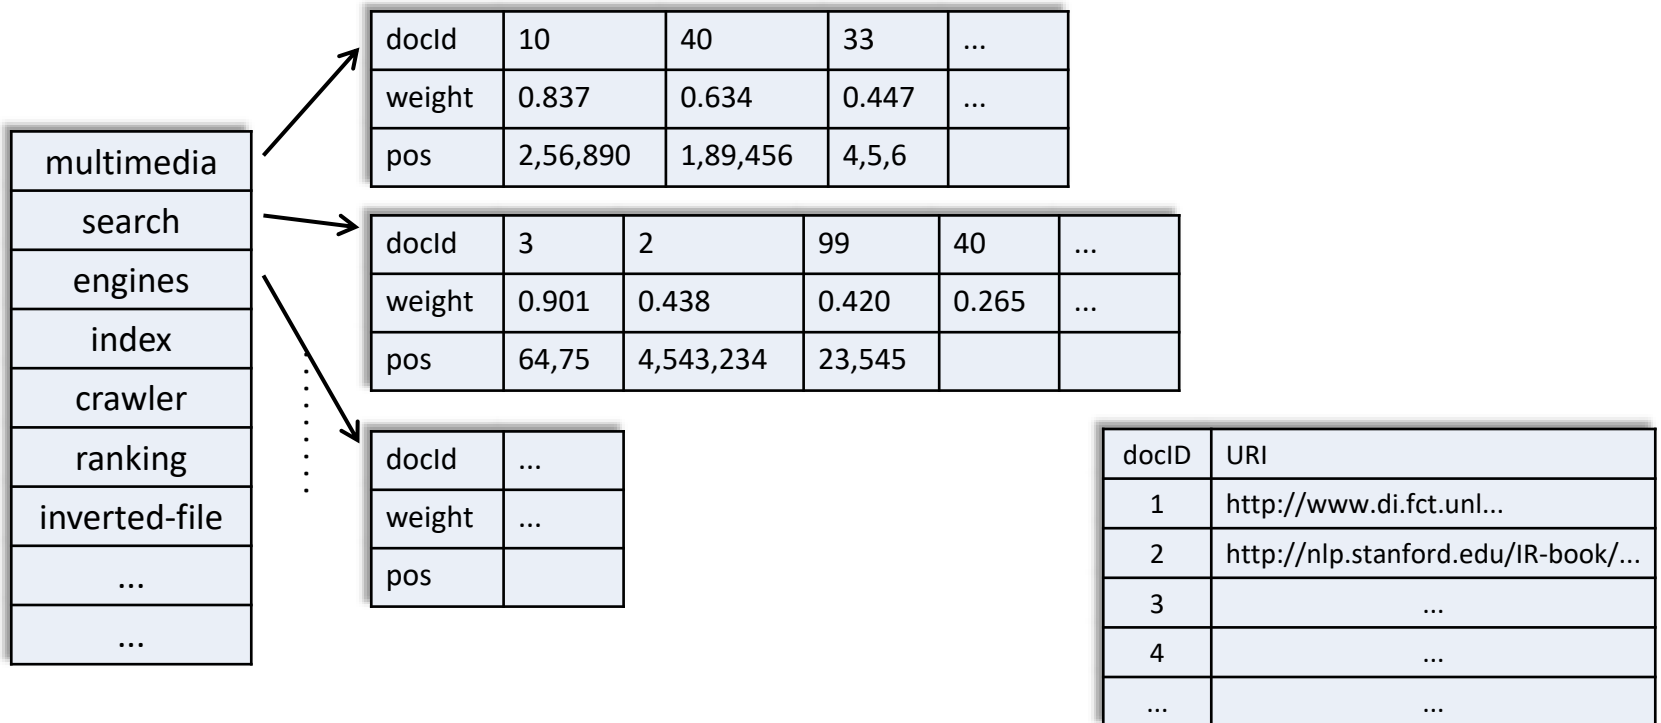 multimedia
search
engines
index
crawler
ranking
inverted-file
...
...
docId 10 40 33 ...
weight 0.837 0.634 0.447 ...
pos 2,56,890 1,89,456 4,5,6
docId 3 2 99 40 ...
weight 0.901 0.438 0.420 0.265 ...
pos 64,75 4,543,234 23,545
docId ...
weight ...
pos
docID URI
1 http://www.di.fct.unl...
2 http://nlp.stanford.edu/IR-book/...
3 ...
4 ...
... ...